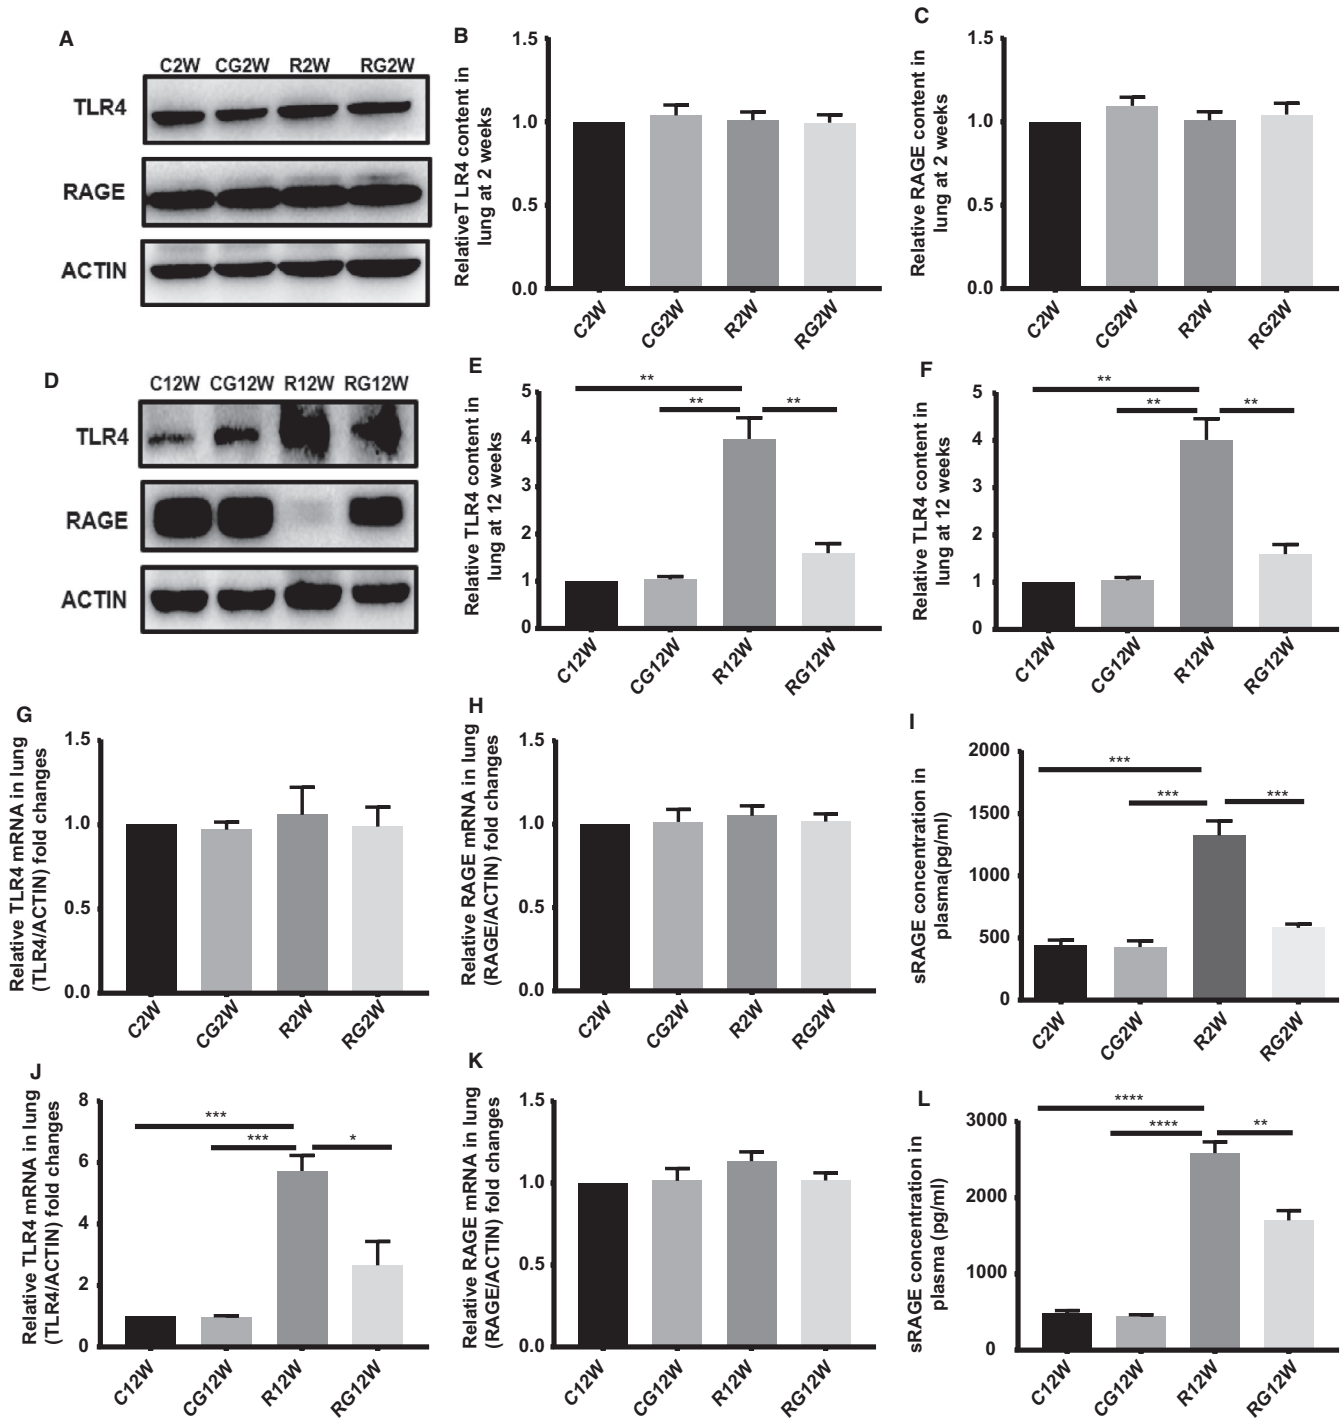 A
C2W CG2W R2W RG2W
TLR4
RAGE
ACTIN
B
RelativeT LR4 content in
lung at 2 weeks
1.5
1.0
0.5
0.0
C2W
CG2W
R2W
RG2W
C
Relative RAGE content in
lung at 2 weeks
1.5
1.0
0.5
0.0
C2W
CG2W
R2W
RG2W
D
C12W CG12W R12W RG12W
TLR4
RAGE
ACTIN
E
Relative TLR4 content in
lung at 12 weeks
5
4
3
2
1
0
**
** **
C12W
CG12W
R12W
RG12W
F
Relative TLR4 content in
lung at 12 weeks
5
4
3
2
1
0
**
** **
C12W
CG12W
R12W
RG12W
G
Relative TLR4 mRNA in lung
(TLR4/ACTIN) fold changes
1.5
1.0
0.5
0.0
C2W
CG2W
R2W
RG2W
H
Relative RAGE mRNA in lung
(RAGE/ACTIN) fold changes
1.5
1.0
0.5
0.0
C2W
CG2W
R2W
RG2W
I
sRAGE concentration in
plasma(pg/ml)
2000
1500
1000
500
0
***
*** ***
C2W
CG2W
R2W
RG2W
J
Relative TLR4 mRNA in lung
(TLR4/ACTIN) fold changes
8
6
4
2
0
***
*** *
C12W
CG12W
R12W
RG12W
K
Relative RAGE mRNA in lung
(RAGE/ACTIN) fold changes
1.5
1.0
0.5
0.0
C12W
CG12W
R12W
RG12W
L
sRAGE concentration in
plasma (pg/ml)
3000
2000
1000
0
****
**** **
C12W
CG12W
R12W
RG12W